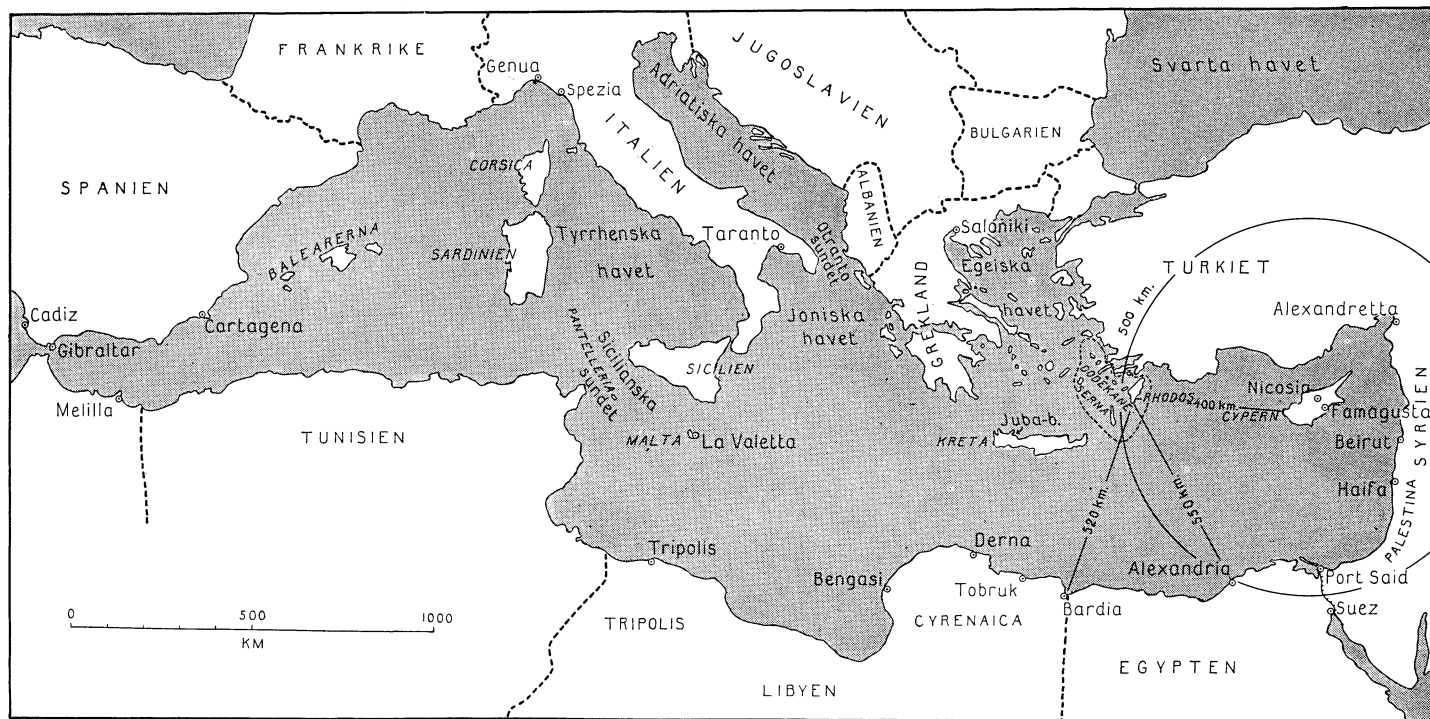 FRANKRIKE
JUGOSLAVIEN
Svarta havet
Genua
Spezia
Adriatiska havet
ITALIEN
BULGARIEN
CORSICA
SPANIEN
ALBANIEN
BALEARERNA
SARDINIEN
Tyrrhenska
havet
Taranto
Otranto
sundet
Saloniki
Egeiska
havet
TURKIET
500 km.
Alexandretta
Cadiz
Gibraltar
Cartagena
Joniska
havet
GREKLAND
PANTELLERIA
Sicilianska
sundet
SICILIEN
DODEKANE-
SERNA
RHODOS
400 km.
CYPERN
Nicosia
Famagusta
Melilla
TUNISIEN
MALTA
La Valetta
KRETA
Juba-b.
Beirut
SYRIEN
Haifa
PALESTINA
520 km.
550 km.
Tripolis
Bengasi
Derna
Tobruk
Bardia
Alexandria
Port Said
Suez
0 500 1000
KM
TRIPOLIS
CYRENAICA
LIBYEN
EGYPTEN